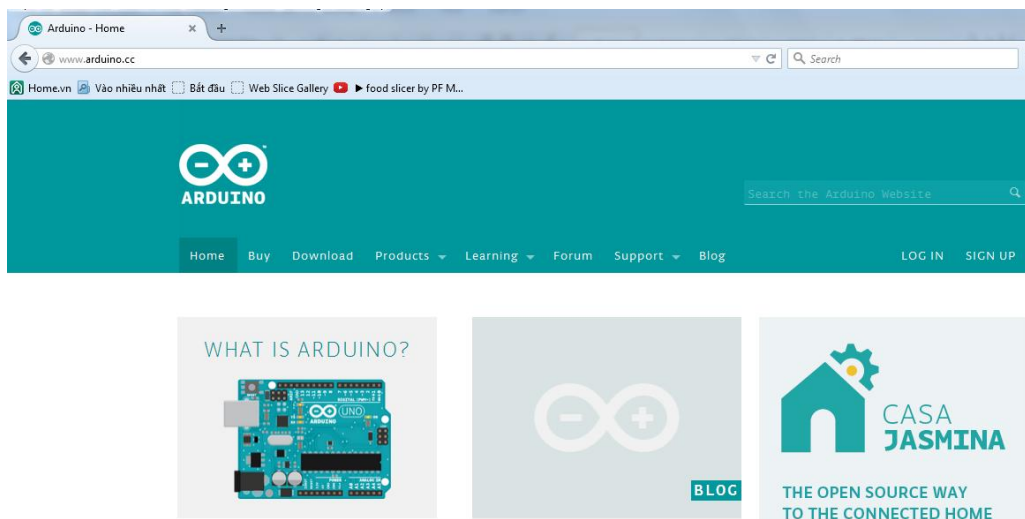 Arduino - Home
www.arduino.cc
Search
Home.vn Vào nhiều nhất Bắt đầu Web Slice Gallery ► food slicer by PF M...
ARDUINO
Search the Arduino Website
Home Buy Download Products Learning Forum Support Blog LOG IN SIGN UP
WHAT IS ARDUINO?
UNO
ARDUINO
BLOG
CASA
JASMINA
THE OPEN SOURCE WAY
TO THE CONNECTED HOME